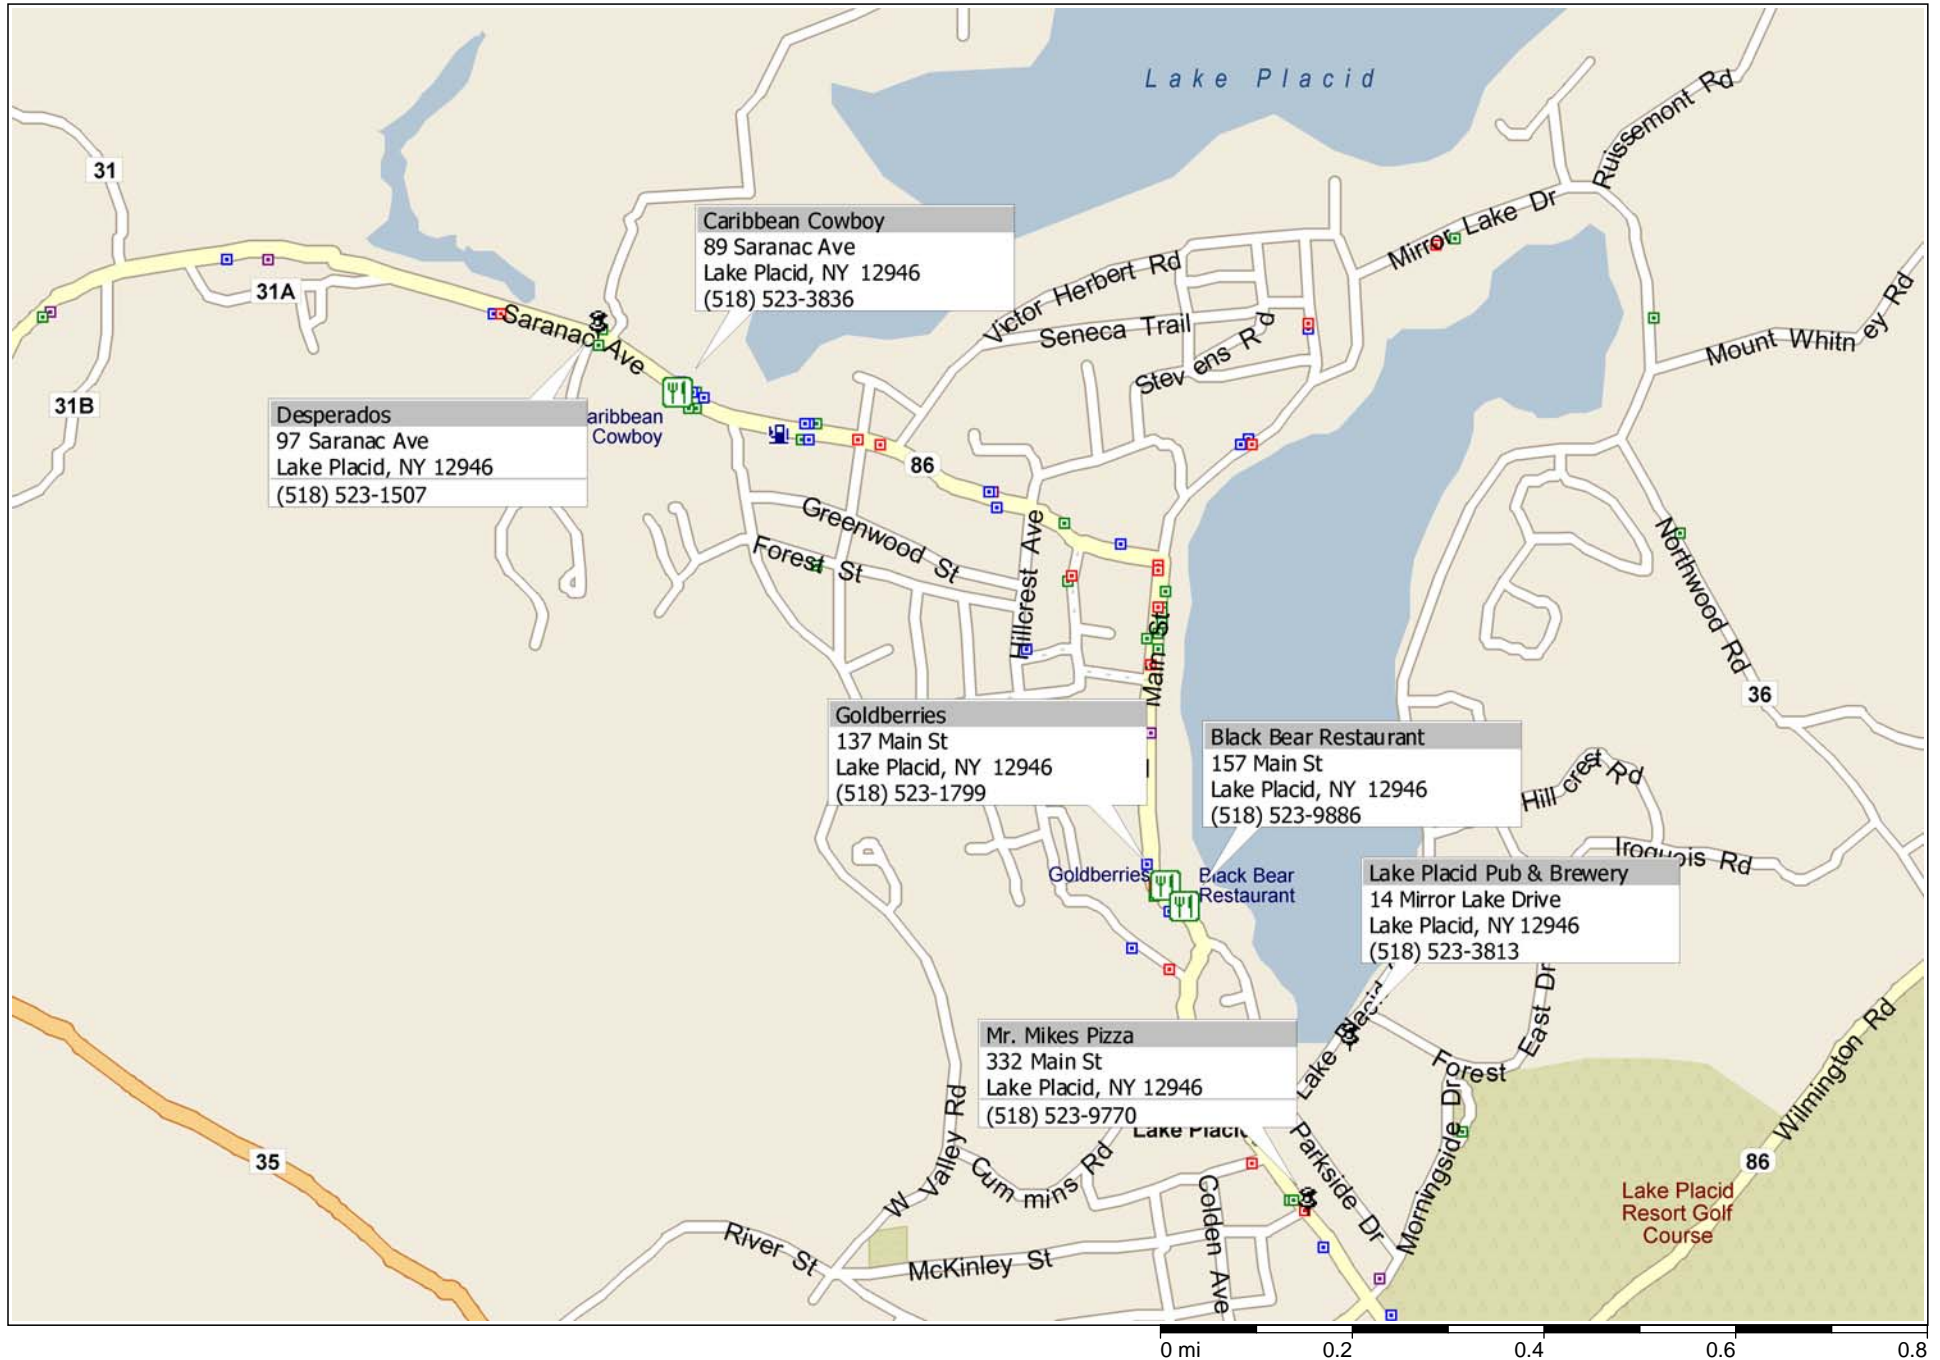 Lake Placid
Ruissemont Rd
31
Mirror Lake Dr
Caribbean Cowboy
89 Saranac Ave
Lake Placid, NY 12946
(518) 523-3836
Victor Herbert Rd
31A
Saranac Ave
Seneca Trail
Stevens Rd
Mount Whitney Rd
31B
Desperados
97 Saranac Ave
Lake Placid, NY 12946
(518) 523-1507
aribbean
Cowboy
86
Greenwood St
Forest St
Hillcrest Ave
Northwood Rd
Main St
36
Goldberries
137 Main St
Lake Placid, NY 12946
(518) 523-1799
Black Bear Restaurant
157 Main St
Lake Placid, NY 12946
(518) 523-9886
Hill crest Rd
Iroquois Rd
Goldberries
Black Bear
Restaurant
Lake Placid Pub & Brewery
14 Mirror Lake Drive
Lake Placid, NY 12946
(518) 523-3813
East Dr
Lake Placid
Forest
Wilmington Rd
Mr. Mikes Pizza
332 Main St
Lake Placid, NY 12946
(518) 523-9770
Lake Placid
W Valley Rd
Cummins Rd
Parkside Dr
Morningside Dr
35
86
Colden Ave
Lake Placid
Resort Golf
Course
River St
McKinley St
0 mi 0.2 0.4 0.6 0.8